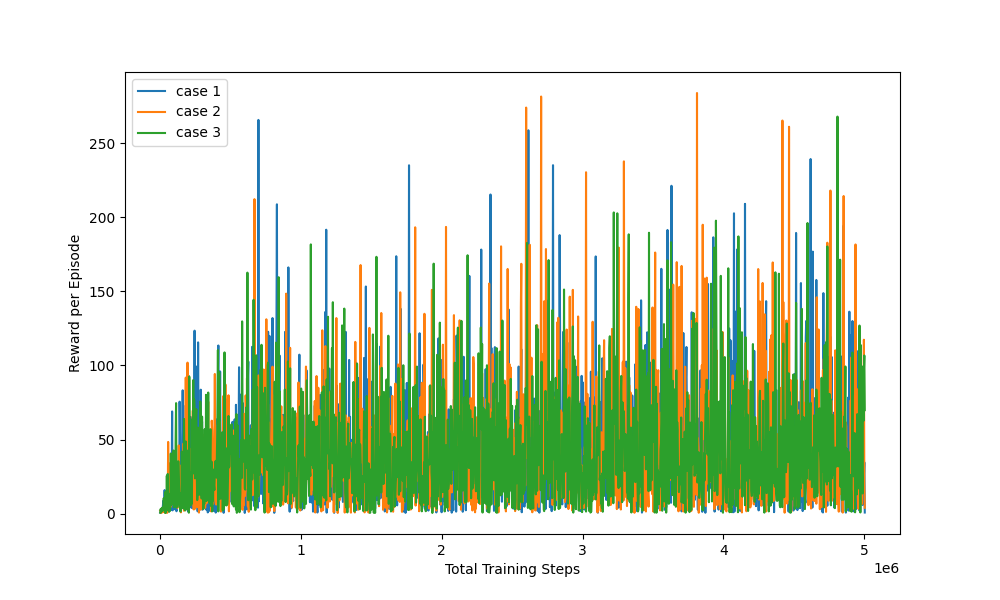 case 1
case 2
case 3
250
200
150
100
50
0
Reward per Episode
0 1 2 3 4 5
1e6
Total Training Steps